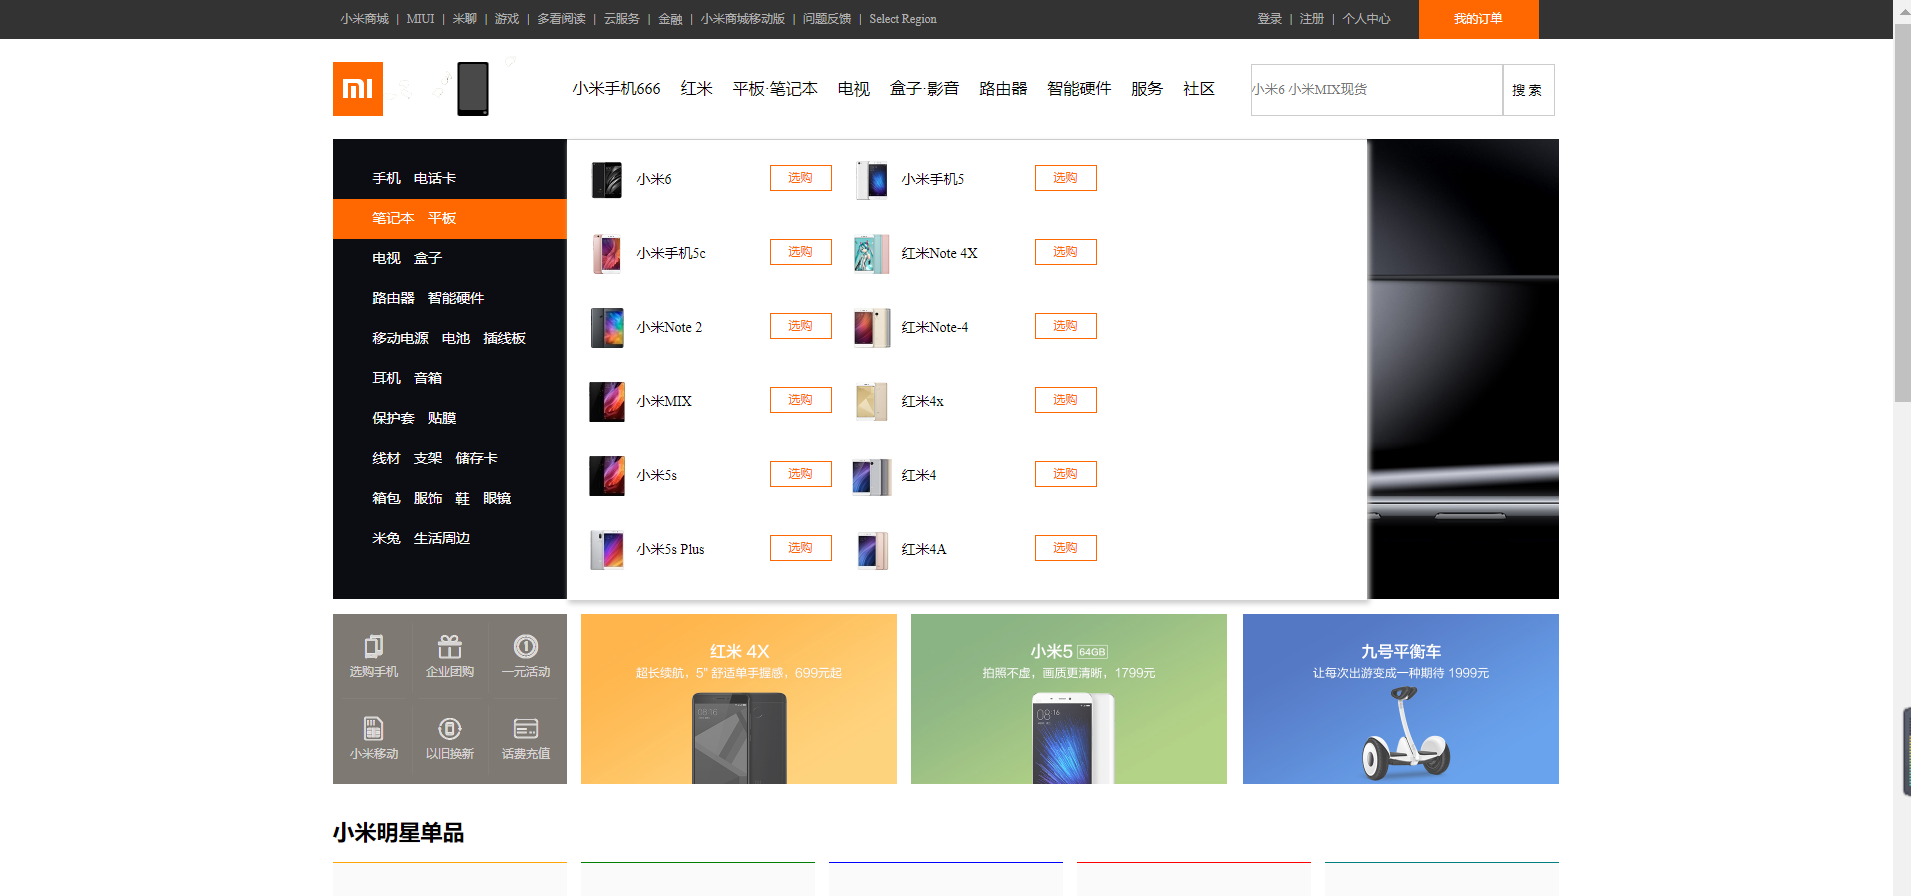 小米商城 | MIUI | 米聊 | 游戏 | 多看阅读 | 云服务 | 金融 | 小米商城移动版 | 问题反馈 | Select Region 登录 | 注册 | 个人中心 我的订单
小米手机666 红米 平板·笔记本 电视 盒子·影音 路由器 智能硬件 服务 社区 小米6 小米MIX现货 搜 索
手机 电话卡
笔记本 平板
电视 盒子
路由器 智能硬件
移动电源 电池 插线板
耳机 音箱
保护套 贴膜
线材 支架 储存卡
箱包 服饰 鞋 眼镜
米兔 生活周边
小米6 选购 小米手机5 选购
小米手机5c 选购 红米Note 4X 选购
小米Note 2 选购 红米Note-4 选购
小米MIX 选购 红米4x 选购
小米5s 选购 红米4 选购
小米5s Plus 选购 红米4A 选购
选购手机 企业团购 一元活动
小米移动 以旧换新 话费充值
红米 4X
超长续航，5" 舒适单手握感，699元起
08:16
小米5 64GB
拍照不虚，画质更清晰，1799元
08:16
九号平衡车
让每次出游变成一种期待 1999元
小米明星单品